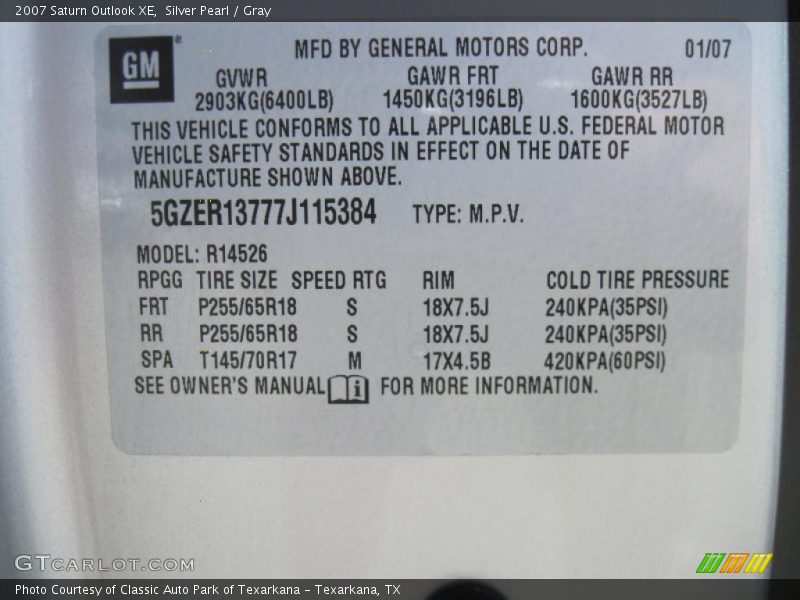 2007 Saturn Outlook XE, Silver Pearl / Gray
GM ® MFD BY GENERAL MOTORS CORP. 01/07
GVWR GAWR FRT GAWR RR
2903KG(6400LB) 1450KG(3196LB) 1600KG(3527LB)
THIS VEHICLE CONFORMS TO ALL APPLICABLE U.S. FEDERAL MOTOR
VEHICLE SAFETY STANDARDS IN EFFECT ON THE DATE OF
MANUFACTURE SHOWN ABOVE.
5GZER13777J115384 TYPE: M.P.V.
MODEL: R14526
RPGG TIRE SIZE SPEED RTG RIM COLD TIRE PRESSURE
FRT P255/65R18 S 18X7.5J 240KPA(35PSI)
RR P255/65R18 S 18X7.5J 240KPA(35PSI)
SPA T145/70R17 M 17X4.5B 420KPA(60PSI)
SEE OWNER'S MANUAL i FOR MORE INFORMATION.
GTCARLOT.COM
Photo Courtesy of Classic Auto Park of Texarkana - Texarkana, TX